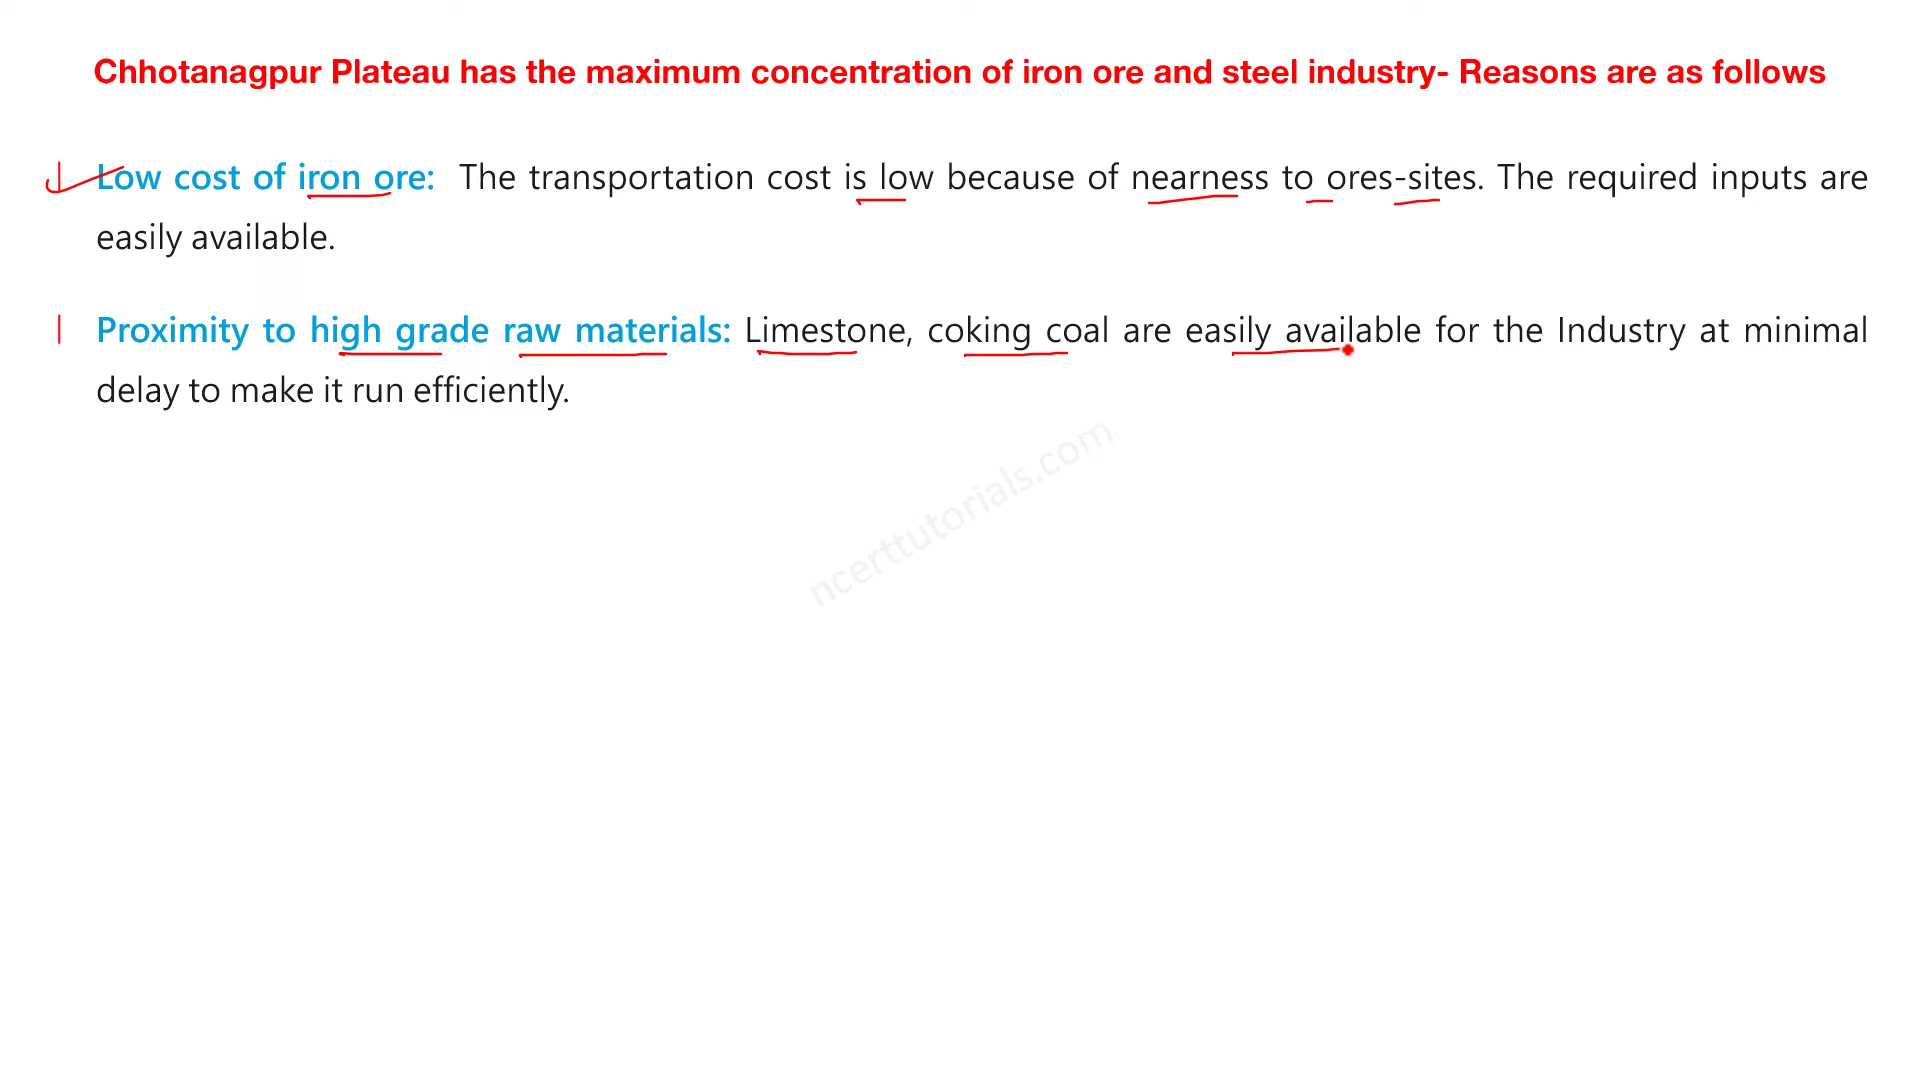 Chhotanagpur Plateau has the maximum concentration of iron ore and steel industry- Reasons are as follows
Low cost of iron ore: The transportation cost is low because of nearness to ores-sites. The required inputs are
easily available.
Proximity to high grade raw materials: Limestone, coking coal are easily available for the Industry at minimal
delay to make it run efficiently.
ncerttutorials.com